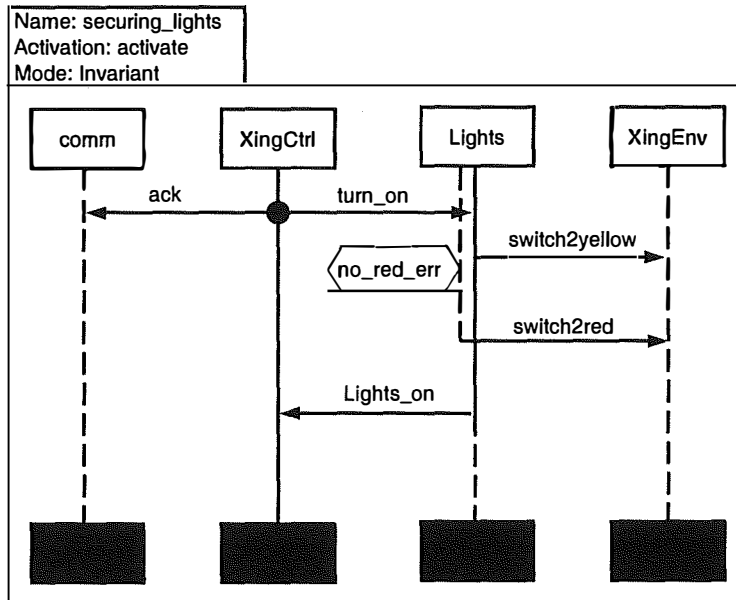 Name: securing_lights
Activation: activate
Mode: Invariant
comm
XingCtrl
Lights
XingEnv
ack
turn_on
switch2yellow
no_red_err
switch2red
Lights_on